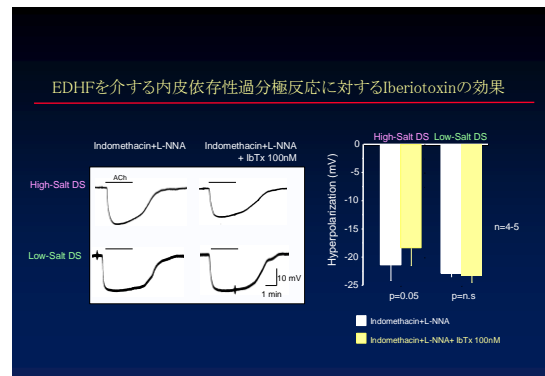 EDHFを介する内皮依存性過分極反応に対するIberiotoxinの効果
Indomethacin+L-NNA
Indomethacin+L-NNA
+ IbTx 100nM
High-Salt DS
ACh
Low-Salt DS
10 mV
1 min
High-Salt DS
Low-Salt DS
Hyperpolarization (mV)
0
-5
-10
-15
-20
-25
p=0.05
p=n.s
n=4-5
Indomethacin+L-NNA
Indomethacin+L-NNA+ IbTx 100nM